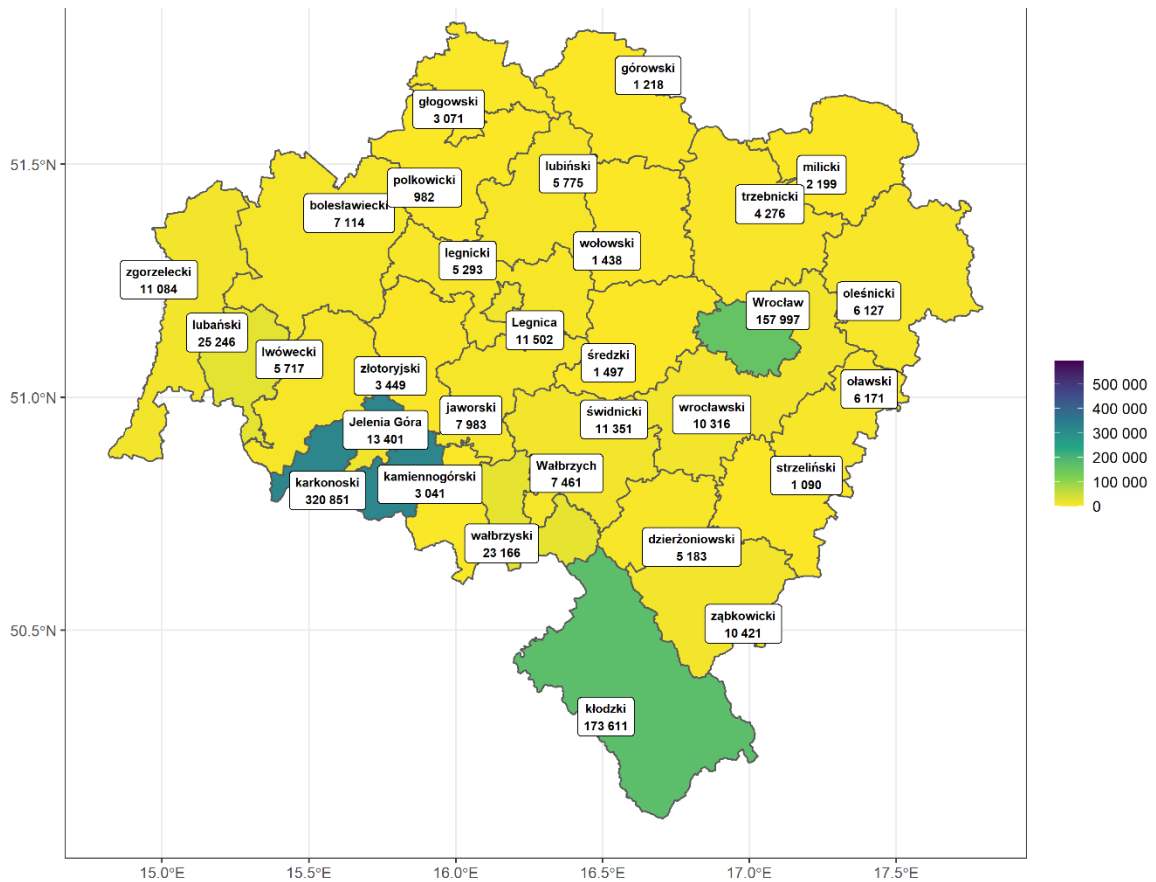 górowski
1 218
głogowski
3 071
51.5°N
lubiński
5 775
milicki
2 199
polkowicki
982
trzebnicki
4 276
bolesławiecki
7 114
legnicki
5 293
wołowski
1 438
zgorzelecki
11 084
oleśnicki
6 127
Wrocław
157 997
lubański
25 246
Legnica
11 502
lwówecki
5 717
średzki
1 497
złotoryjski
3 449
oławski
6 171
51.0°N
jaworski
7 983
świdnicki
11 351
wrocławski
10 316
Jelenia Góra
13 401
karkonoski
320 851
kamiennogórski
3 041
Wałbrzych
7 461
strzeliński
1 090
wałbrzyski
23 166
dzierżoniowski
5 183
50.5°N
ząbkowicki
10 421
kłodzki
173 611
500 000
400 000
300 000
200 000
100 000
0
15.0°E 15.5°E 16.0°E 16.5°E 17.0°E 17.5°E